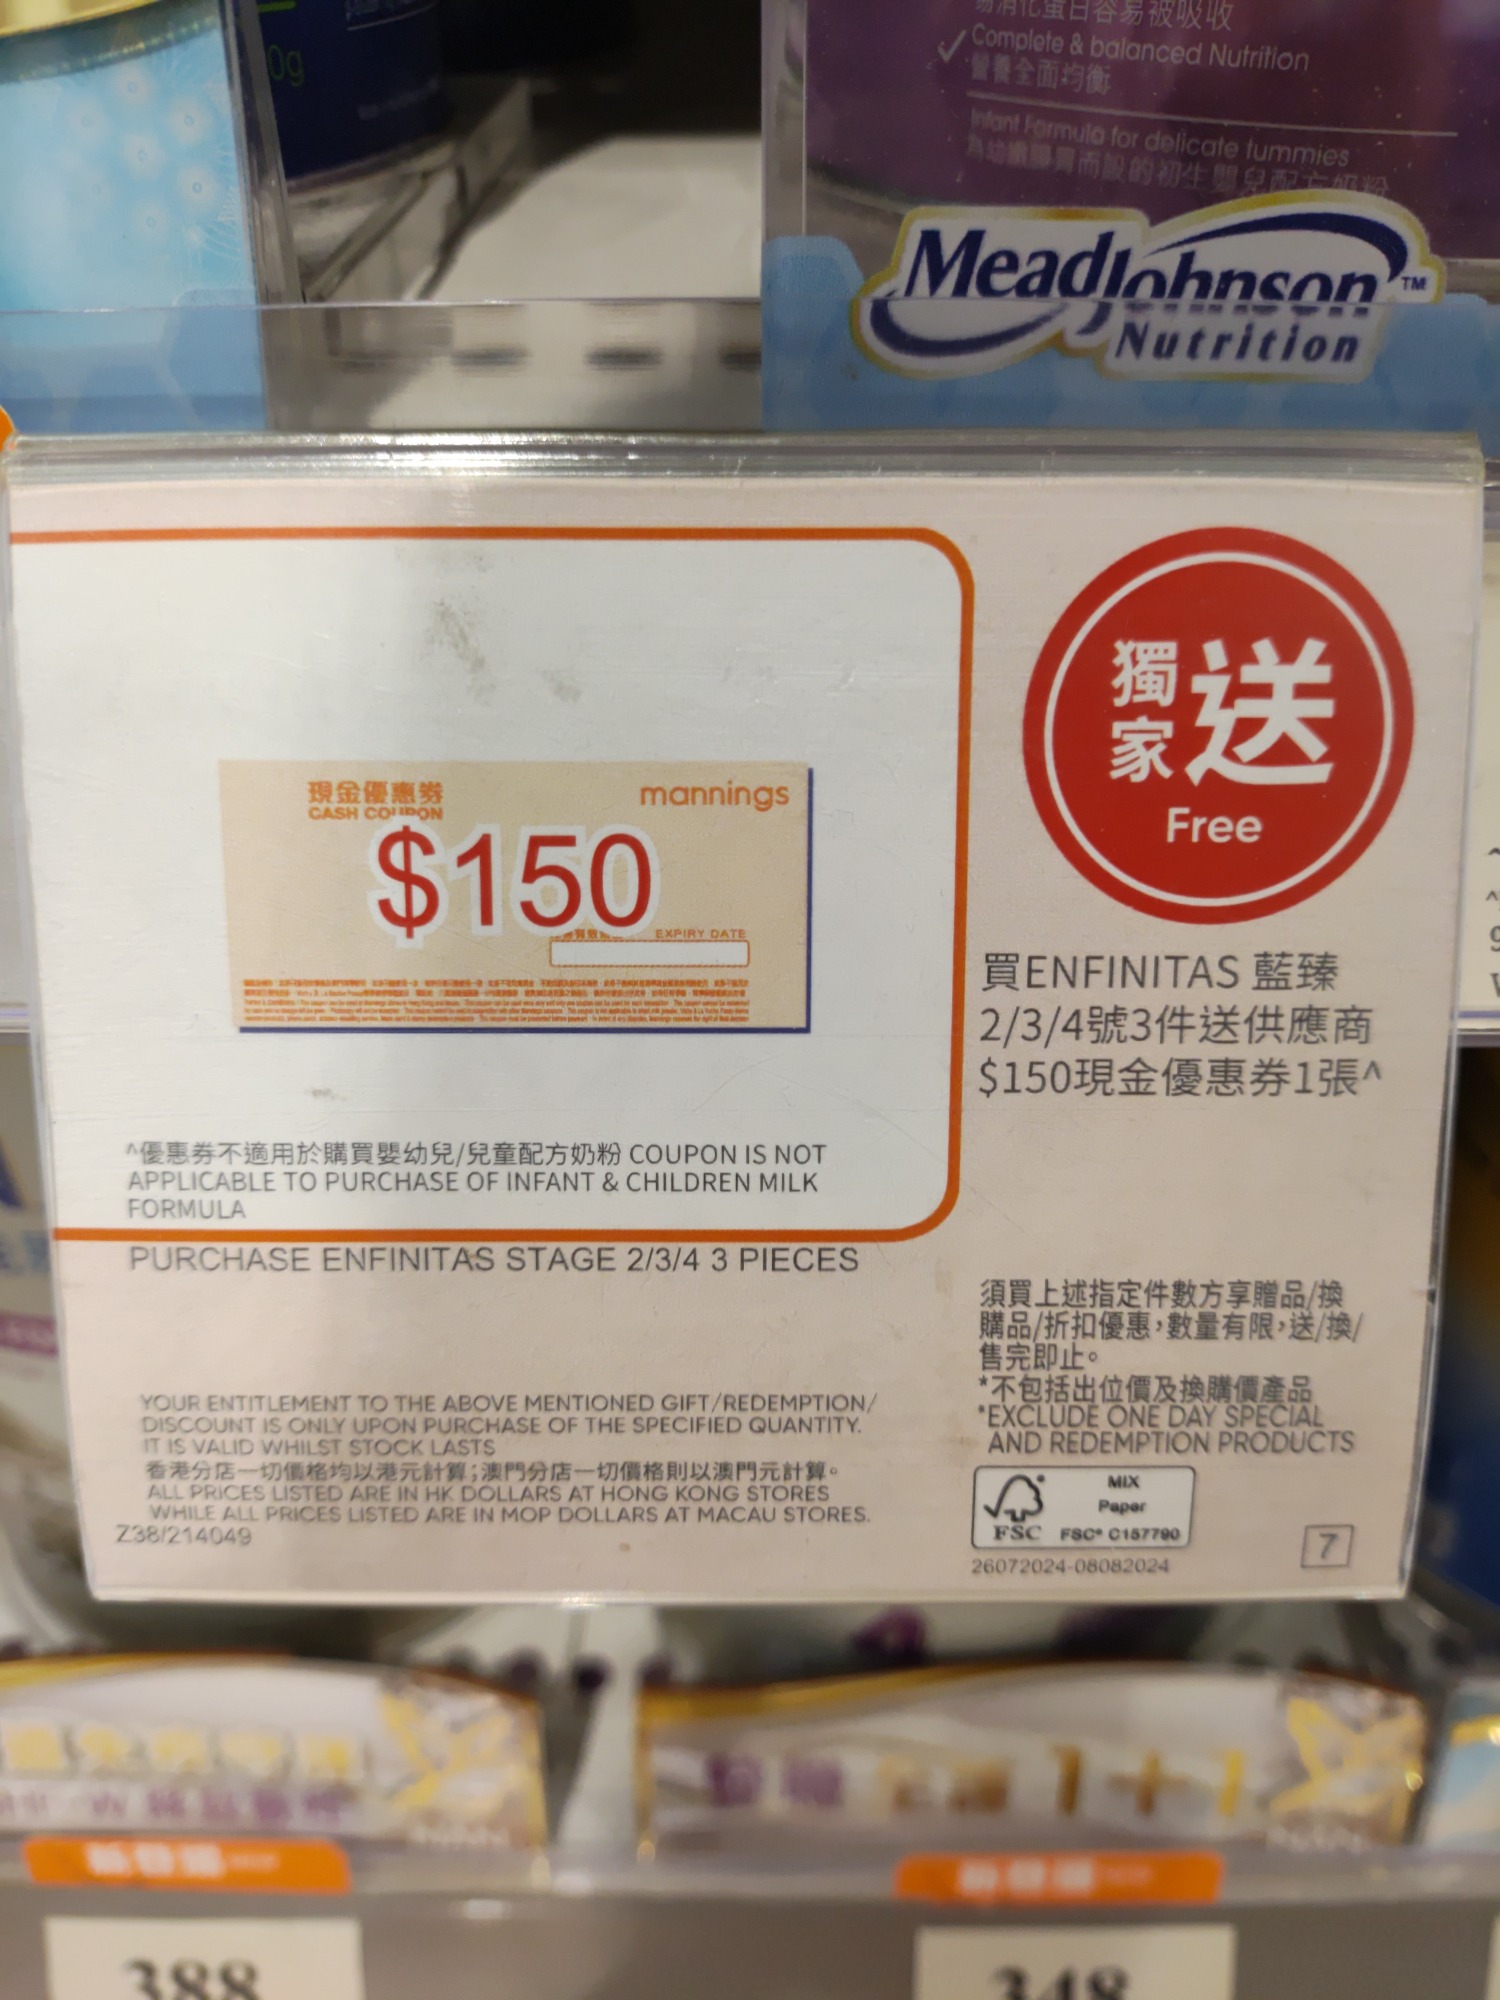 0g
Complete & balanced Nutrition
營養全面均衡
Infant Formula for delicate tummies
MeadJohnson™
Nutrition
現金優惠券
CASH COUPON
mannings
$150
EXPIRY DATE
獨家送
Free
買ENFINITAS 藍臻
2/3/4號3件送供應商
$150現金優惠券1張^
^優惠券不適用於購買嬰幼兒/兒童配方奶粉 COUPON IS NOT
APPLICABLE TO PURCHASE OF INFANT & CHILDREN MILK
FORMULA
PURCHASE ENFINITAS STAGE 2/3/4 3 PIECES
須買上述指定件數方享贈品/換
購品/折扣優惠,數量有限,送/換/
售完即止。
*不包括出位價及換購價產品
*EXCLUDE ONE DAY SPECIAL
AND REDEMPTION PRODUCTS
YOUR ENTITLEMENT TO THE ABOVE MENTIONED GIFT/REDEMPTION/
DISCOUNT IS ONLY UPON PURCHASE OF THE SPECIFIED QUANTITY.
IT IS VALID WHILST STOCK LASTS
香港分店一切價格均以港元計算;澳門分店一切價格則以澳門元計算。
ALL PRICES LISTED ARE IN HK DOLLARS AT HONG KONG STORES
WHILE ALL PRICES LISTED ARE IN MOP DOLLARS AT MACAU STORES.
Z38/214049
MIX
Paper
FSC FSC® C157790
26072024-08082024
7
1+1
388
348